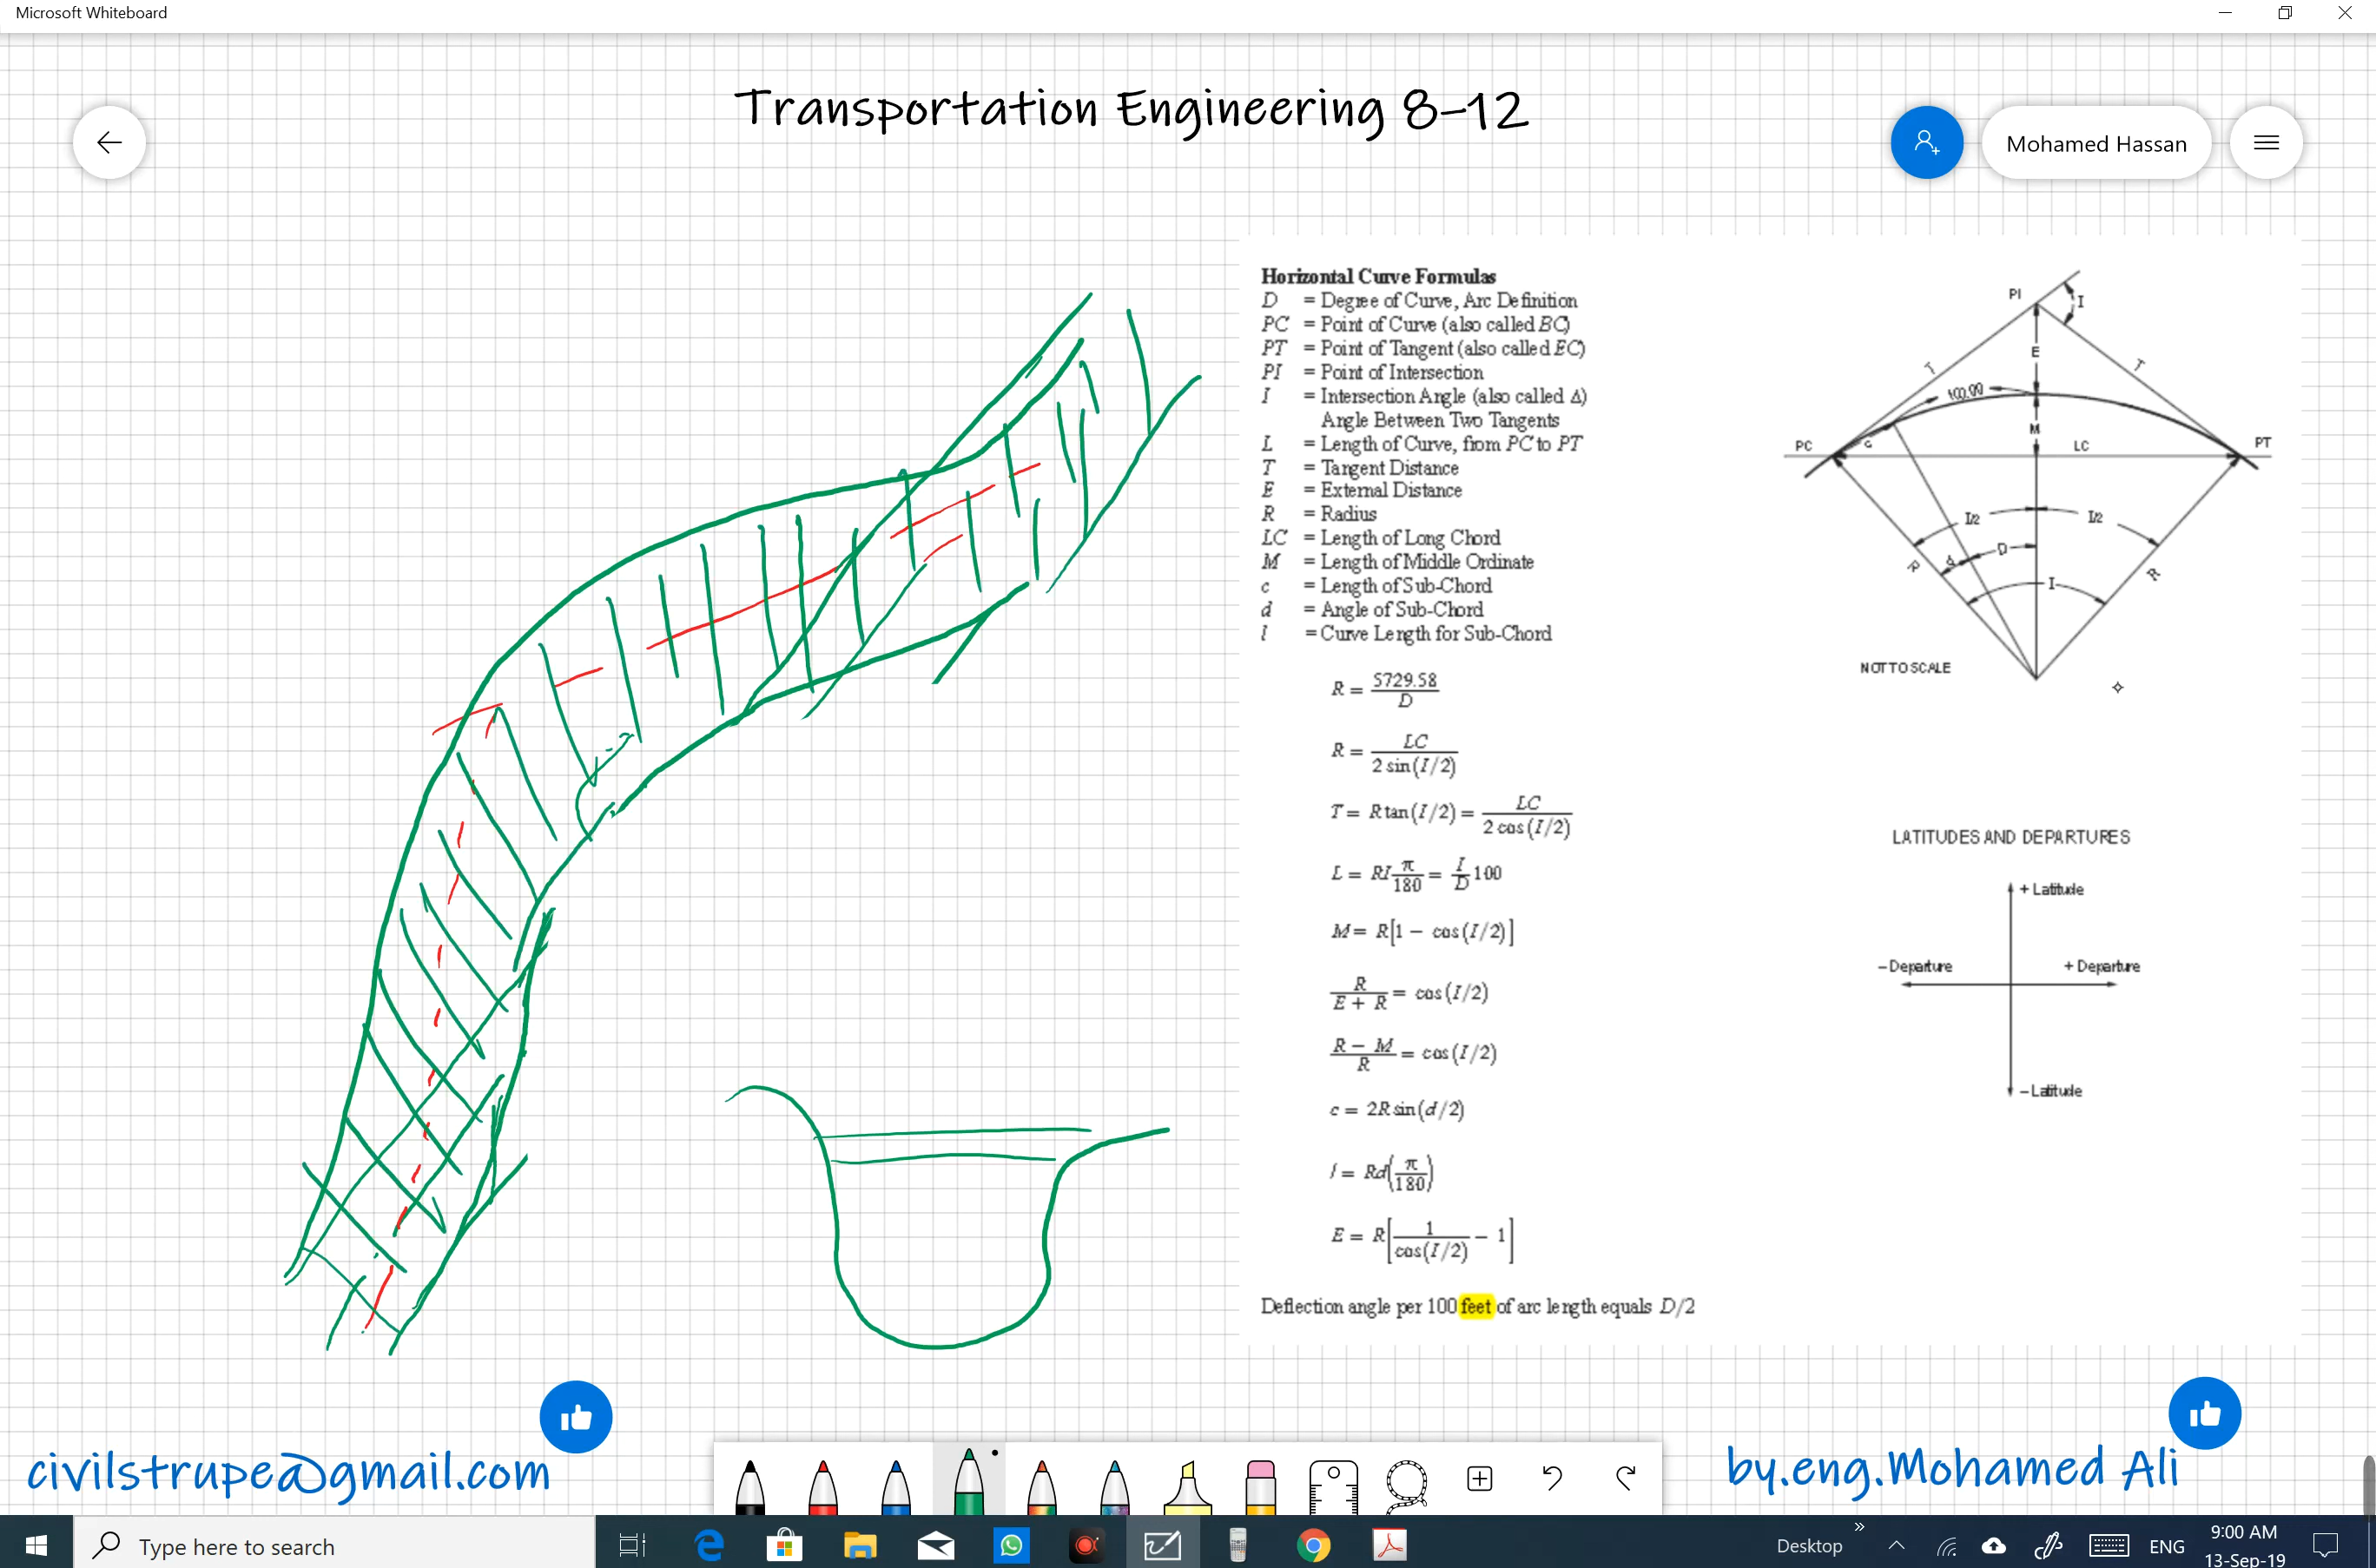 Microsoft Whiteboard
Transportation Engineering 8-12
Mohamed Hassan
Horizontal Curve Formulas
D = Degree of Curve, Arc Definition
PC = Point of Curve (also called BC)
PT = Point of Tangent (also called EC)
PI = Point of Intersection
I = Intersection Angle (also called Δ)
Angle Between Two Tangents
L = Length of Curve, from PC to PT
T = Tangent Distance
E = External Distance
R = Radius
LC = Length of Long Chord
M = Length of Middle Ordinate
c = Length of Sub-Chord
d = Angle of Sub-Chord
l = Curve Length for Sub-Chord
R = 5729.58 / D
R = LC / 2 sin(I/2)
T = R tan(I/2) = LC / 2 cos(I/2)
L = RI π/180 = I/D 100
M = R[1 − cos(I/2)]
R / E + R = cos(I/2)
R − M / R = cos(I/2)
c = 2R sin(d/2)
l = Rd(π/180)
E = R[1 / cos(I/2) − 1]
Deflection angle per 100 feet of arc length equals D/2
PI
I
E
T
T
100.00
M
PC
c
LC
PT
I/2
I/2
d
D
R
R
I
NOT TO SCALE
LATITUDES AND DEPARTURES
+ Latitude
− Departure
+ Departure
− Latitude
civilstrupe@gmail.com
by.eng.Mohamed Ali
Type here to search
Desktop
ENG
9:00 AM
13-Sep-19